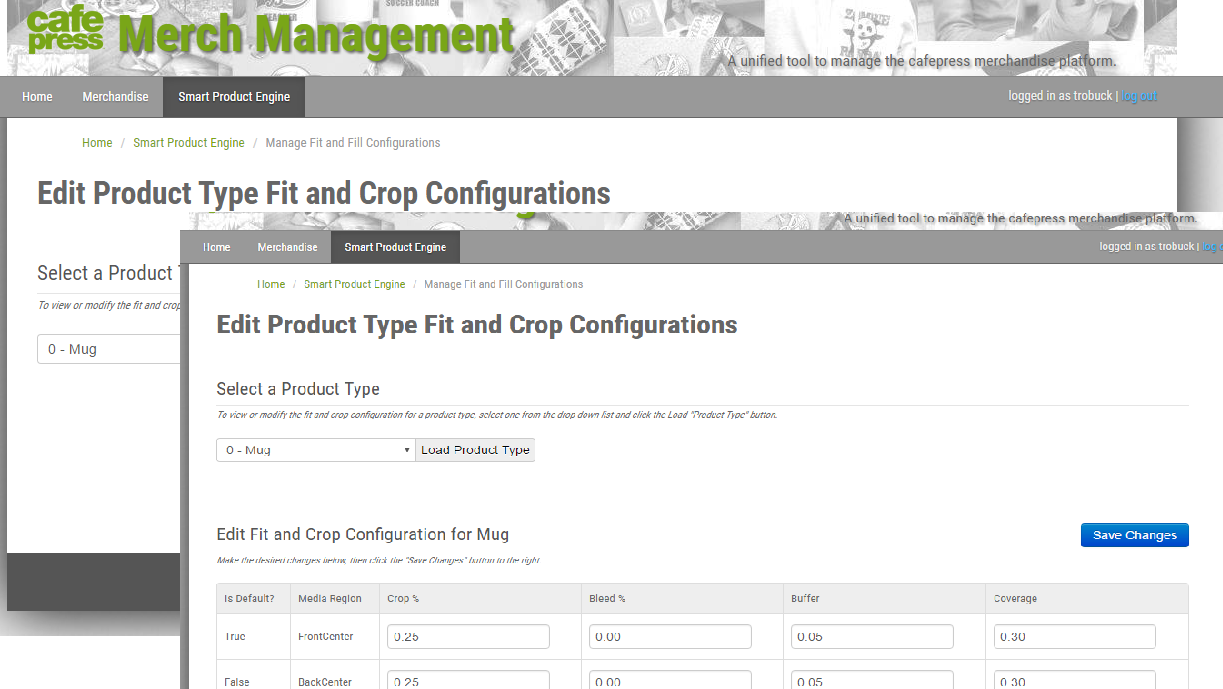 SOCCER COACH
cafe press
Merch Management
A unified tool to manage the cafepress merchandise platform.
Home Merchandise Smart Product Engine
logged in as trobuck | log out
Home / Smart Product Engine / Manage Fit and Fill Configurations
Edit Product Type Fit and Crop Configurations
Select a Product
To view or modify the fit and crop
0 - Mug
A unified tool to manage the cafepress merchandise platform.
Home Merchandise Smart Product Engine
logged in as trobuck | log
Home / Smart Product Engine / Manage Fit and Fill Configurations
Edit Product Type Fit and Crop Configurations
Select a Product Type
To view or modify the fit and crop configuration for a product type, select one from the drop down list and click the Load "Product Type" button.
0 - Mug Load Product Type
Edit Fit and Crop Configuration for Mug
Save Changes
Make the desired changes below, then click the "Save Changes" button to the right
Is Default? Media Region Crop % Bleed % Buffer Coverage
True FrontCenter 0.25 0.00 0.05 0.30
False BackCenter 0.25 0.00 0.05 0.30